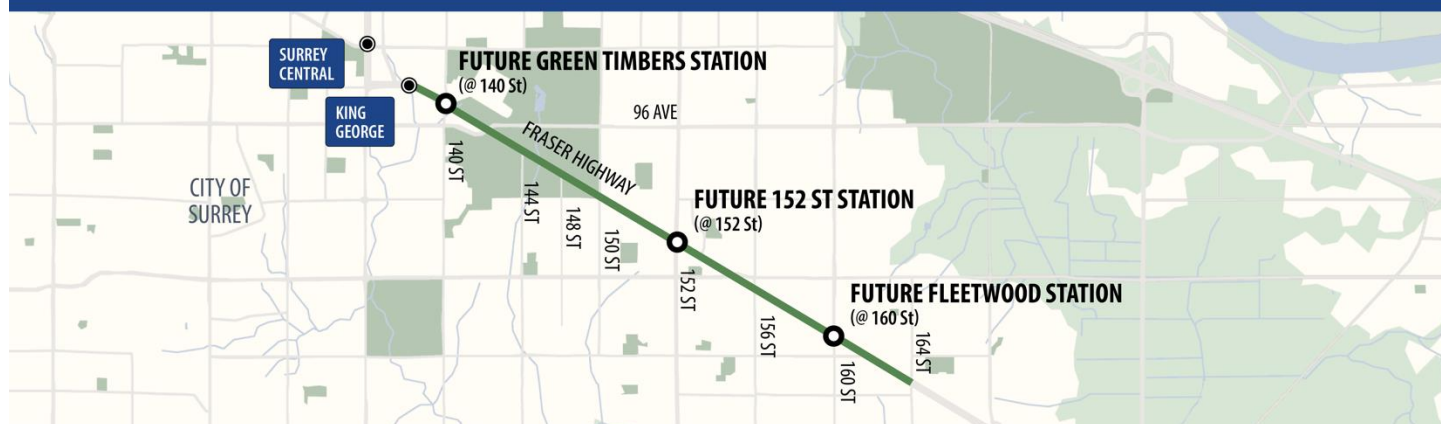 SURREY
CENTRAL
KING
GEORGE
FUTURE GREEN TIMBERS STATION
(@ 140 St)
96 AVE
FRASER HIGHWAY
CITY OF
SURREY
140 ST
144 ST
148 ST
150 ST
FUTURE 152 ST STATION
(@ 152 St)
152 ST
156 ST
FUTURE FLEETWOOD STATION
(@ 160 St)
160 ST
164 ST